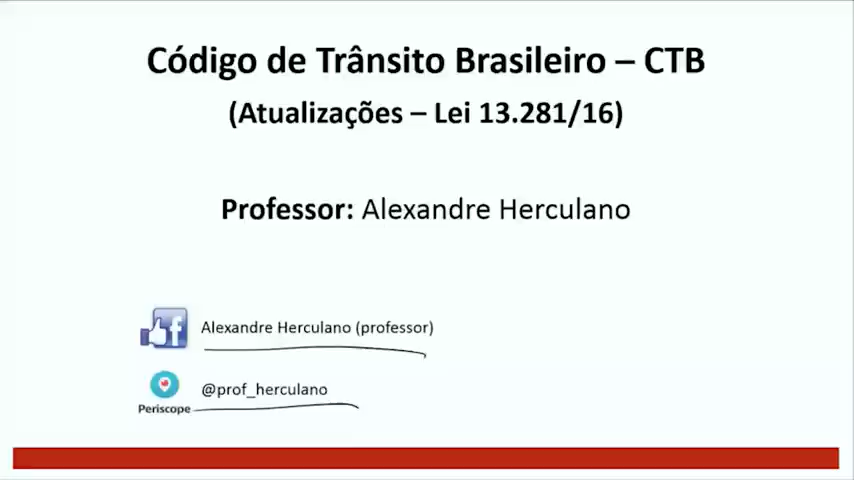 Código de Trânsito Brasileiro – CTB
(Atualizações – Lei 13.281/16)
Professor: Alexandre Herculano
Alexandre Herculano (professor)
@prof_herculano
Periscope